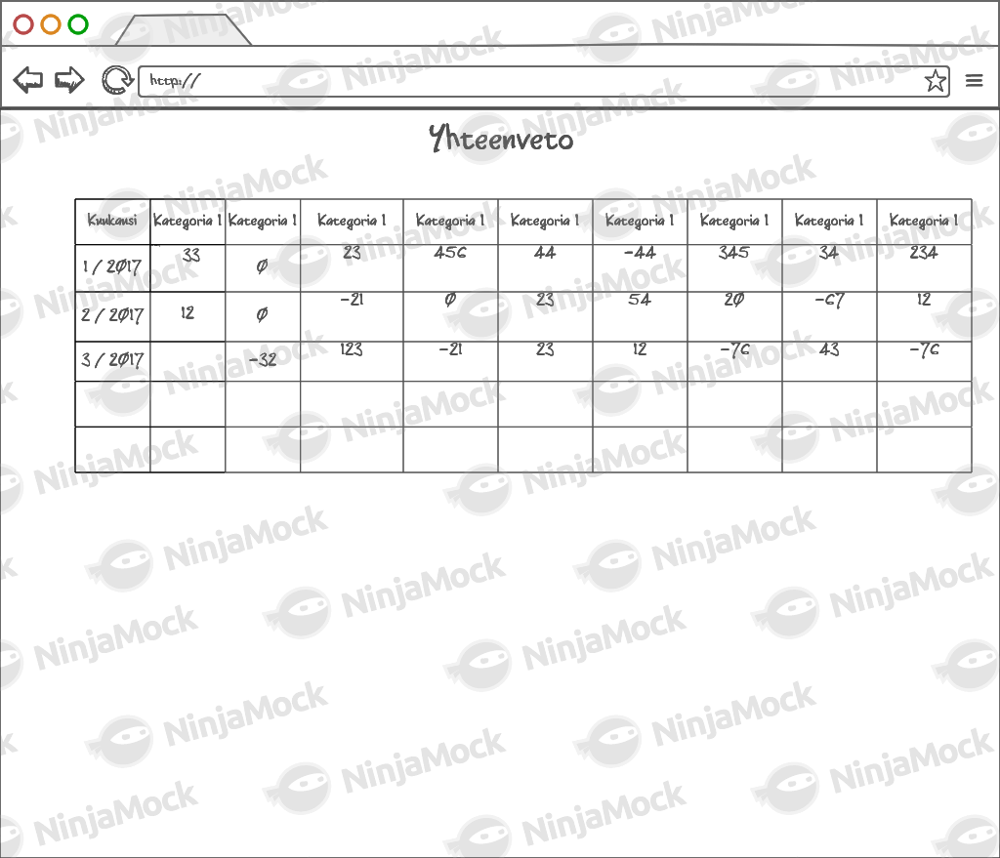 http://
Yhteenveto
Kuukausi Kategoria 1 Kategoria 1 Kategoria 1 Kategoria 1 Kategoria 1 Kategoria 1 Kategoria 1 Kategoria 1 Kategoria 1
1 / 2017 33 0 23 456 44 -44 345 34 234
2 / 2017 12 0 -21 0 23 54 20 -67 12
3 / 2017 -32 123 -21 23 12 -76 43 -76
NinjaMock